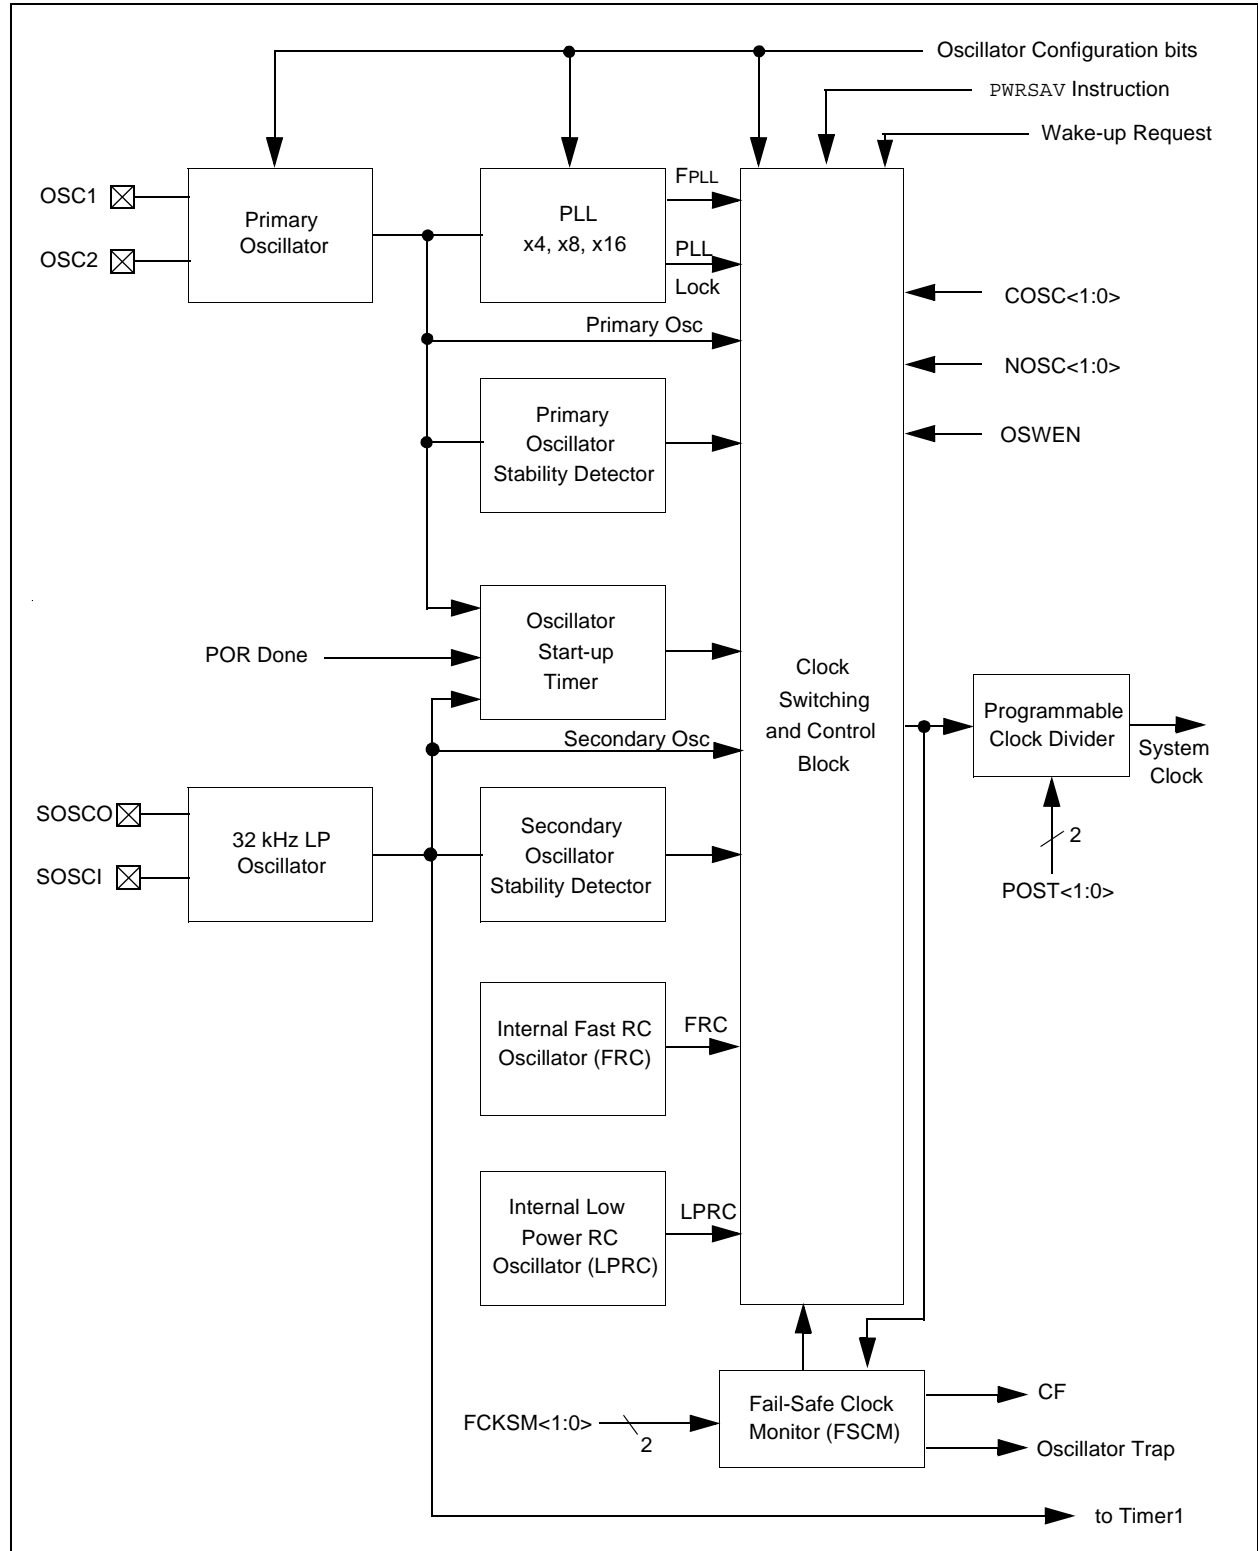 Oscillator Configuration bits
PWRSAV Instruction
Wake-up Request
OSC1
OSC2
Primary
Oscillator
PLL
x4, x8, x16
FPLL
PLL
Lock
COSC<1:0>
Primary Osc
NOSC<1:0>
Primary
Oscillator
Stability Detector
OSWEN
Oscillator
Start-up
Timer
POR Done
Clock
Switching
and Control
Block
Programmable
Clock Divider
System
Clock
Secondary Osc
SOSCO
SOSCI
32 kHz LP
Oscillator
Secondary
Oscillator
Stability Detector
2
POST<1:0>
Internal Fast RC
Oscillator (FRC)
FRC
Internal Low
Power RC
Oscillator (LPRC)
LPRC
FCKSM<1:0>
2
Fail-Safe Clock
Monitor (FSCM)
CF
Oscillator Trap
to Timer1